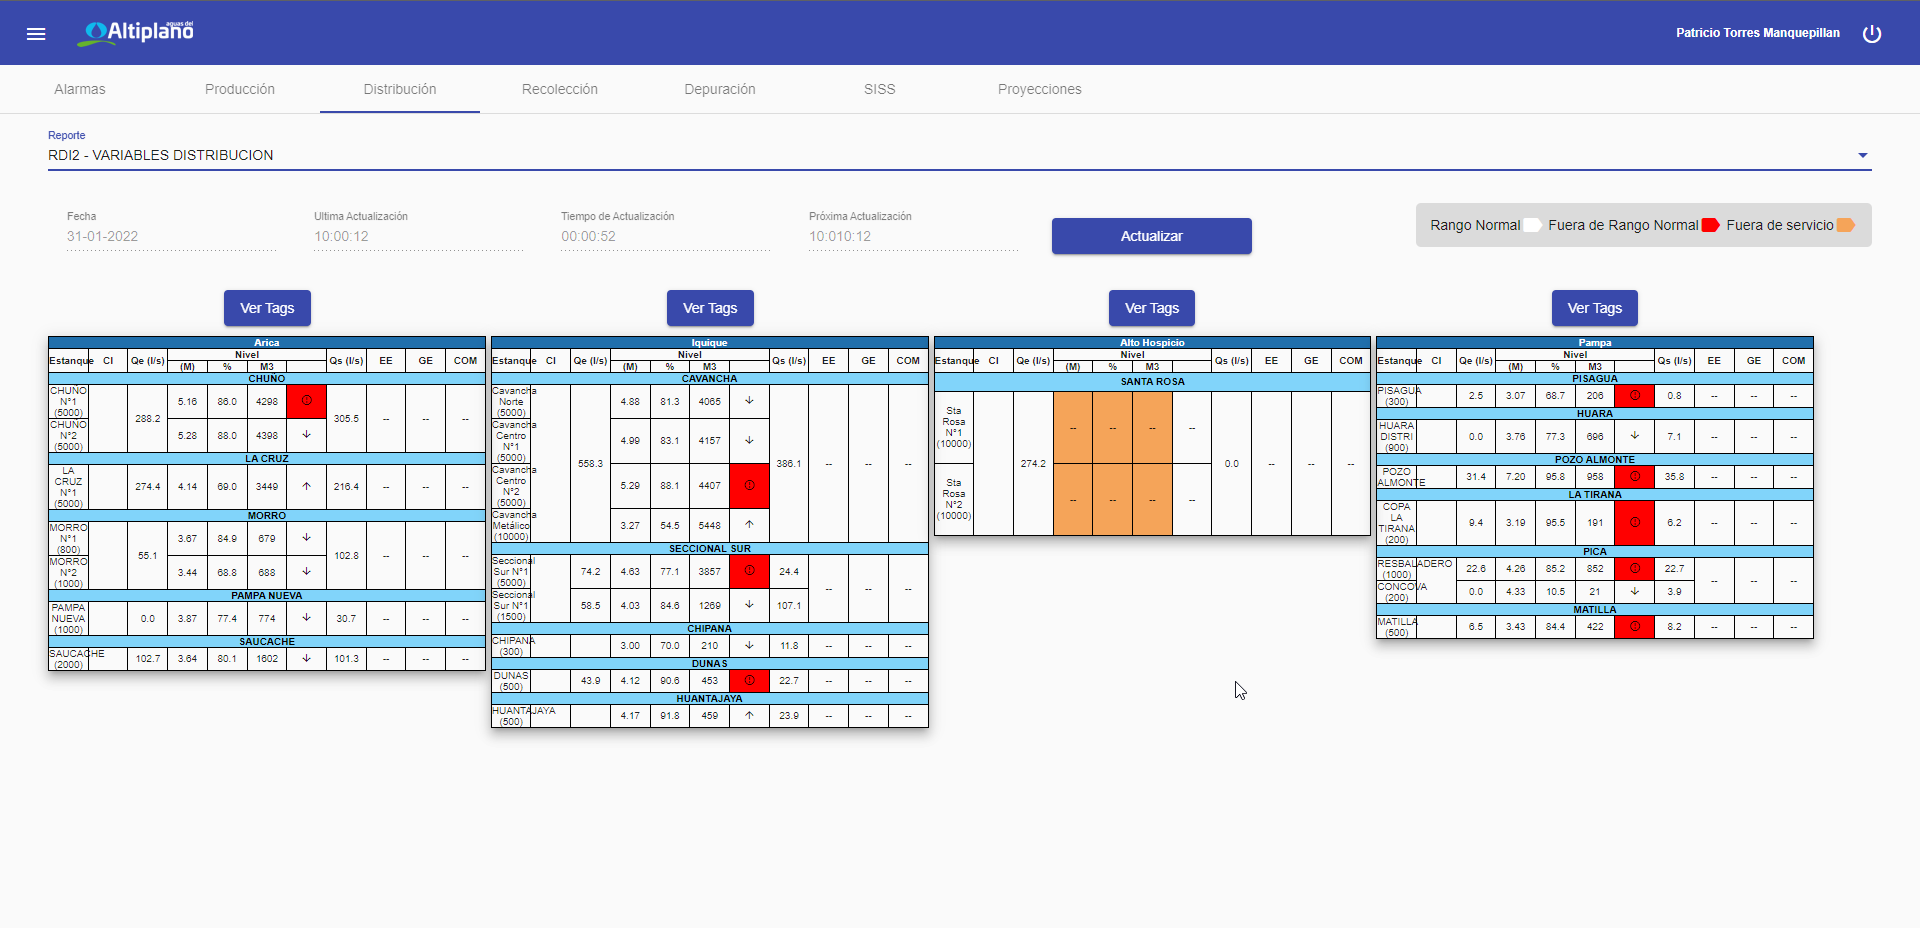 aguas del
Altiplano
Patricio Torres Manquepillan
Alarmas Producción Distribución Recolección Depuración SISS Proyecciones
Reporte
RDI2 - VARIABLES DISTRIBUCION
Fecha Ultima Actualización Tiempo de Actualización Próxima Actualización
31-01-2022 10:00:12 00:00:52 10:010:12
Actualizar
Rango Normal Fuera de Rango Normal Fuera de servicio
Ver Tags
Arica
Estanque CI Qe (l/s) Nivel Qs (l/s) EE GE COM
(M) % M3
CHUÑO
CHUÑO N°1 (5000) 288.2 5.16 86.0 4298 305.5 -- -- --
CHUÑO N°2 (5000) 5.28 88.0 4398 ↓
LA CRUZ
LA CRUZ N°1 (5000) 274.4 4.14 69.0 3449 ↑ 216.4 -- -- --
MORRO
MORRO N°1 (800) 55.1 3.67 84.9 679 ↓ 102.8 -- -- --
MORRO N°2 (1000) 3.44 68.8 688 ↓
PAMPA NUEVA
PAMPA NUEVA (1000) 0.0 3.87 77.4 774 ↓ 30.7 -- -- --
SAUCACHE
SAUCACHE (2000) 102.7 3.64 80.1 1602 ↓ 101.3 -- -- --
Ver Tags
Iquique
Estanque CI Qe (l/s) Nivel Qs (l/s) EE GE COM
(M) % M3
CAVANCHA
Cavancha Norte (5000) 558.3 4.88 81.3 4065 ↓ 386.1 -- -- --
Cavancha Centro N°1 (5000) 4.99 83.1 4157 ↓
Cavancha Centro N°2 (5000) 5.29 88.1 4407
Cavancha Metálico (10000) 3.27 54.5 5448 ↑
SECCIONAL SUR
Seccional Sur N°1 (5000) 74.2 4.63 77.1 3857 24.4 -- -- --
Seccional Sur N°1 (1500) 58.5 4.03 84.6 1269 ↓ 107.1
CHIPANA
CHIPANA (300) 3.00 70.0 210 ↓ 11.8 -- -- --
DUNAS
DUNAS (500) 43.9 4.12 90.6 453 22.7 -- -- --
HUANTAJAYA
HUANTAJAYA (500) 4.17 91.8 459 ↑ 23.9 -- -- --
Ver Tags
Alto Hospicio
Estanque CI Qe (l/s) Nivel Qs (l/s) EE GE COM
(M) % M3
SANTA ROSA
Sta Rosa N°1 (10000) 274.2 -- -- -- -- 0.0 -- -- --
Sta Rosa N°2 (10000) -- -- -- --
Ver Tags
Pampa
Estanque CI Qe (l/s) Nivel Qs (l/s) EE GE COM
(M) % M3
PISAGUA
PISAGUA (300) 2.5 3.07 68.7 206 0.8 -- -- --
HUARA
HUARA DISTRI (900) 0.0 3.76 77.3 696 ↓ 7.1 -- -- --
POZO ALMONTE
POZO ALMONTE 31.4 7.20 95.8 958 35.8 -- -- --
LA TIRANA
COPA LA TIRANA (200) 9.4 3.19 95.5 191 6.2 -- -- --
PICA
RESBALADERO (1000) 22.6 4.26 85.2 852 22.7 -- -- --
CONCOVA (200) 0.0 4.33 10.5 21 ↓ 3.9
MATILLA
MATILLA (500) 6.5 3.43 84.4 422 8.2 -- -- --